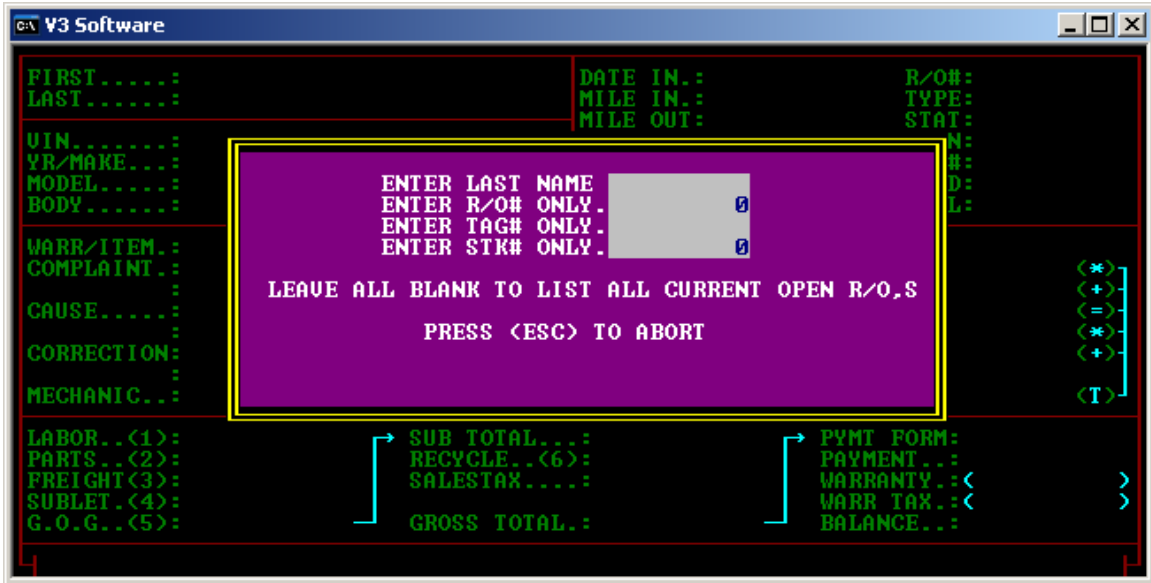 V3 Software
FIRST.....:
LAST......:
DATE IN.:
MILE IN.:
MILE OUT:
R/O#:
TYPE:
STAT:
VIN.......:
YR/MAKE...:
MODEL.....:
BODY......:
N:
#:
D:
L:
ENTER LAST NAME
ENTER R/O# ONLY. 0
ENTER TAG# ONLY.
ENTER STK# ONLY. 0
LEAVE ALL BLANK TO LIST ALL CURRENT OPEN R/O,S
PRESS (ESC) TO ABORT
WARR/ITEM.:
COMPLAINT.:
:
CAUSE.....:
:
CORRECTION:
:
MECHANIC..:
(*)
(+)
(=)
(*)
(+)
(T)
LABOR..(1):
PARTS..(2):
FREIGHT(3):
SUBLET.(4):
G.O.G..(5):
SUB TOTAL...:
RECYCLE..(6):
SALESTAX....:
GROSS TOTAL.:
PYMT FORM:
PAYMENT..:
WARRANTY.:( )
WARR TAX.:( )
BALANCE..: